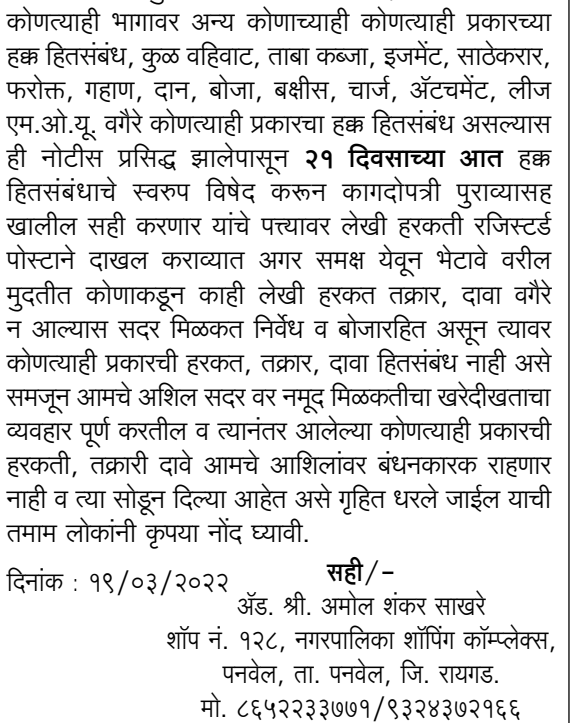 कोणत्याही भागावर अन्य कोणाच्याही कोणत्याही प्रकारच्या
हक्क हितसंबंध, कुळ वहिवाट, ताबा कब्जा, इजमेंट, साठेकरार,
फरोक्त, गहाण, दान, बोजा, बक्षीस, चार्ज, ॲटचमेंट, लीज
एम.ओ.यू. वगैरे कोणत्याही प्रकारचा हक्क हितसंबंध असल्यास
ही नोटीस प्रसिद्ध झालेपासून २१ दिवसाच्या आत हक्क
हितसंबंधाचे स्वरुप विषेद करून कागदोपत्री पुराव्यासह
खालील सही करणार यांचे पत्त्यावर लेखी हरकती रजिस्टर्ड
पोस्टाने दाखल कराव्यात अगर समक्ष येवून भेटावे वरील
मुदतीत कोणाकडून काही लेखी हरकत तक्रार, दावा वगैरे
न आल्यास सदर मिळकत निर्वेध व बोजारहित असून त्यावर
कोणत्याही प्रकारची हरकत, तक्रार, दावा हितसंबंध नाही असे
समजून आमचे अशिल सदर वर नमूद मिळकतीचा खरेदीखताचा
व्यवहार पूर्ण करतील व त्यानंतर आलेल्या कोणत्याही प्रकारची
हरकती, तक्रारी दावे आमचे आशिलांवर बंधनकारक राहणार
नाही व त्या सोडून दिल्या आहेत असे गृहित धरले जाईल याची
तमाम लोकांनी कृपया नोंद घ्यावी.
दिनांक : १९/०३/२०२२ सही/-
ॲड. श्री. अमोल शंकर साखरे
शॉप नं. १२८, नगरपालिका शॉपिंग कॉम्प्लेक्स,
पनवेल, ता. पनवेल, जि. रायगड.
मो. ८६५२२३३७७१/९३२४३७२१६६